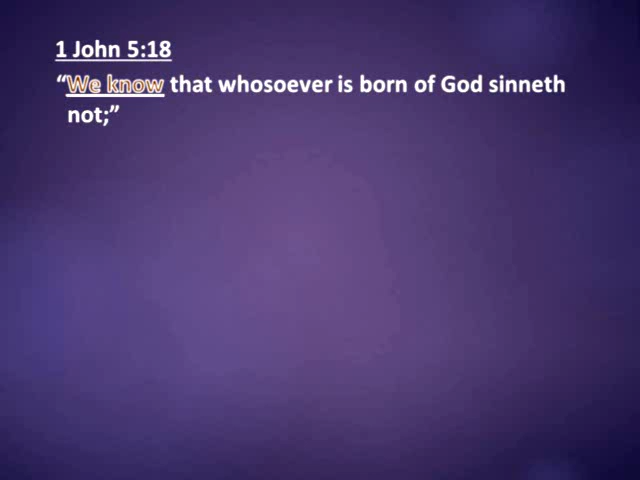 1 John 5:18
“We know that whosoever is born of God sinneth
not;”